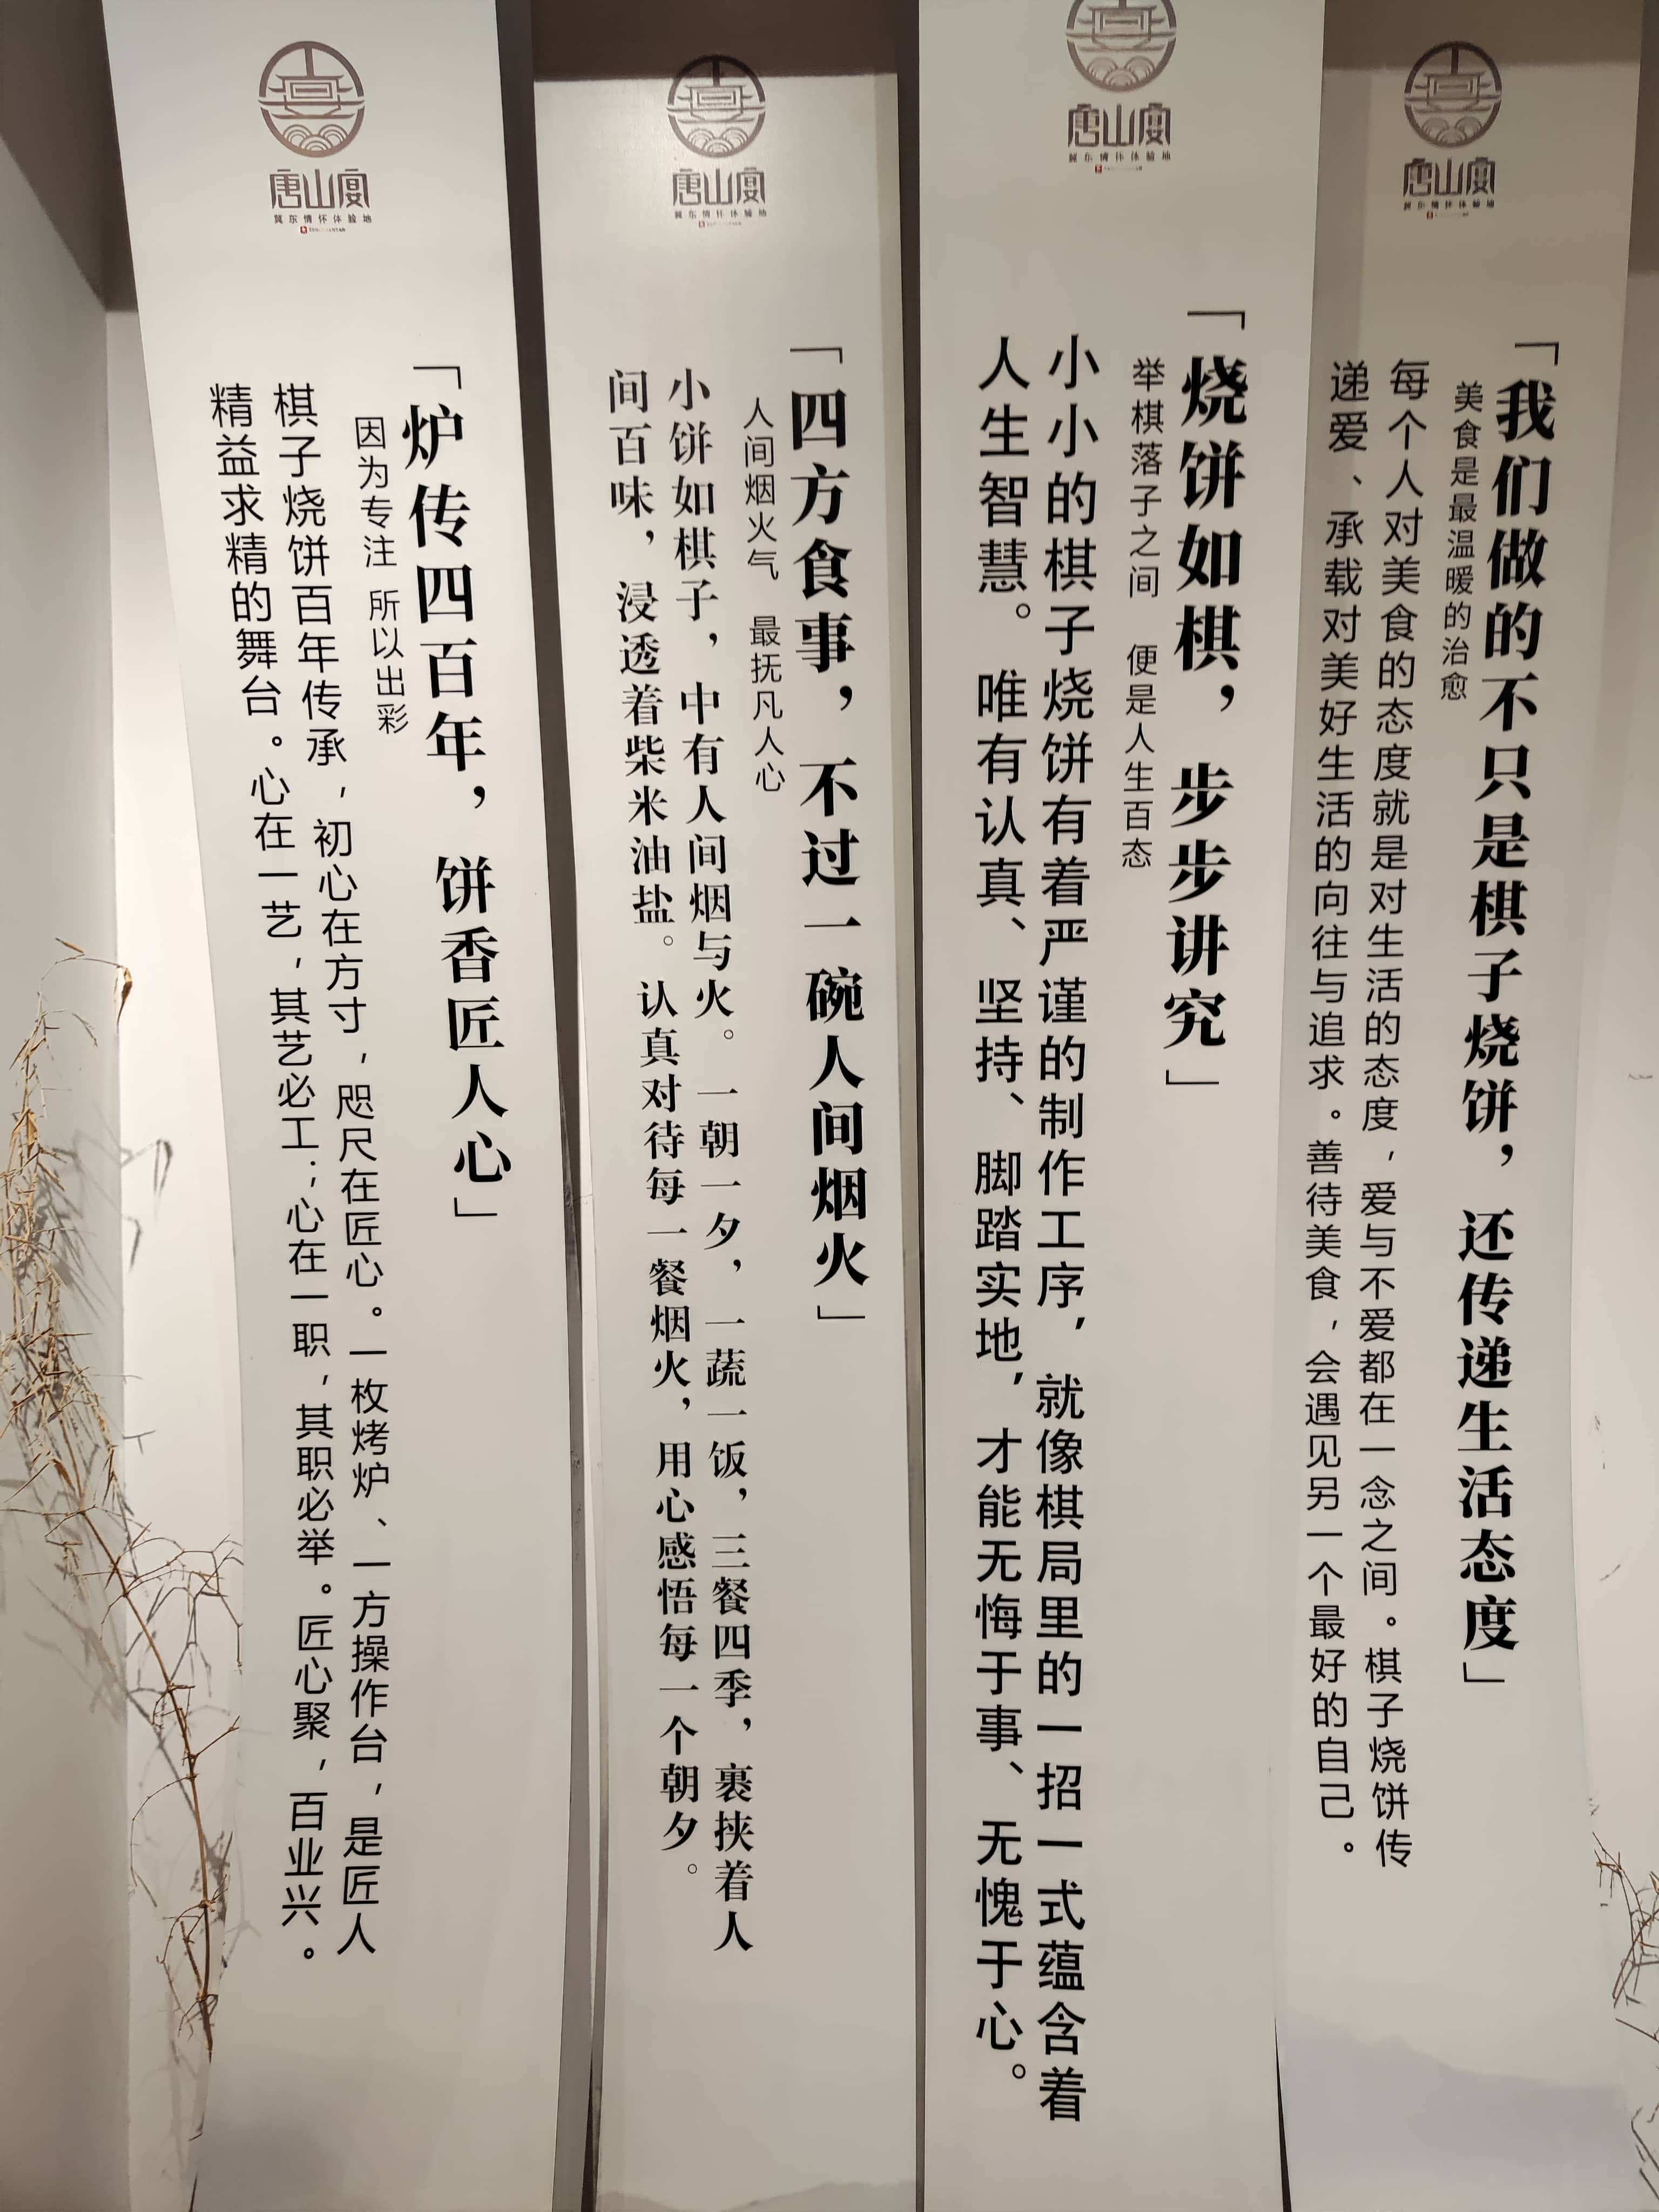 唐山宴
冀东情怀体验地
「我们做的不只是棋子烧饼，还传递生活态度」
美食是最温暖的治愈
每个人对美食的态度就是对生活的态度，爱与不爱都在一念之间。棋子烧饼传
递爱、承载对美好生活的向往与追求。善待美食，会遇见另一个最好的自己。
唐山宴
冀东情怀体验地
「烧饼如棋，步步讲究」
举棋落子之间 便是人生百态
小小的棋子烧饼有着严谨的制作工序，就像棋局里的一招一式蕴含着
人生智慧。唯有认真、坚持、脚踏实地，才能无悔于事、无愧于心。
唐山宴
冀东情怀体验地
「四方食事，不过一碗人间烟火」
人间烟火气 最抚凡人心
小饼如棋子，中有人间烟与火。一朝一夕，一蔬一饭，三餐四季，裹挟着人
间百味，浸透着柴米油盐。认真对待每一餐烟火，用心感悟每一个朝夕。
唐山宴
冀东情怀体验地
「炉传四百年，饼香匠人心」
因为专注 所以出彩
棋子烧饼百年传承，初心在方寸，咫尺在匠心。一枚烤炉、一方操作台，是匠人
精益求精的舞台。心在一艺，其艺必工；心在一职，其职必举。匠心聚，百业兴。